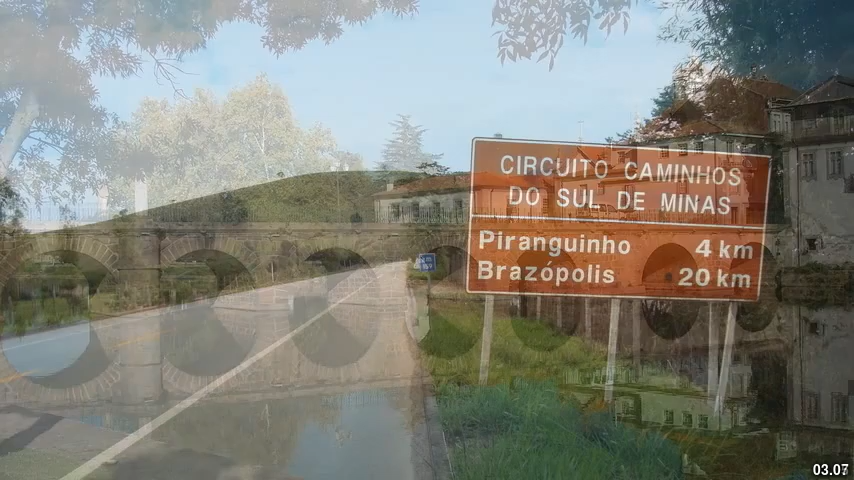 CIRCUITO CAMINHOS
DO SUL DE MINAS
Piranguinho 4 km
Brazópolis 20 km
03.07